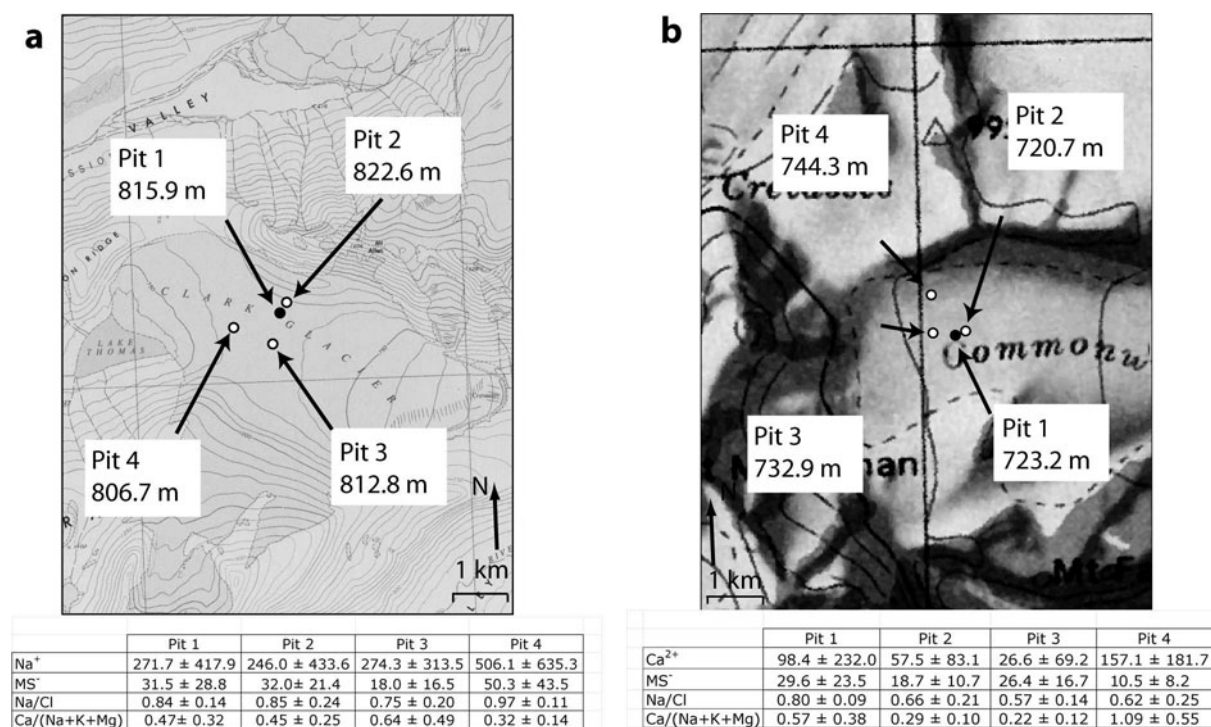 a
VALLEY
Pit 1
815.9 m
Pit 2
822.6 m
CLARK GLACIER
LAKE
THOMAS
Pit 4
806.7 m
Pit 3
812.8 m
N
1 km
Pit 1 Pit 2 Pit 3 Pit 4
Na⁺ 271.7 ± 417.9 246.0 ± 433.6 274.3 ± 313.5 506.1 ± 635.3
MS⁻ 31.5 ± 28.8 32.0± 21.4 18.0 ± 16.5 50.3 ± 43.5
Na/Cl 0.84 ± 0.14 0.85 ± 0.24 0.75 ± 0.20 0.97 ± 0.11
Ca/(Na+K+Mg) 0.47± 0.32 0.45 ± 0.25 0.64 ± 0.49 0.32 ± 0.14
b
Pit 4
744.3 m
Pit 2
720.7 m
Commonw
Pit 3
732.9 m
Pit 1
723.2 m
N
1 km
Pit 1 Pit 2 Pit 3 Pit 4
Ca²⁺ 98.4 ± 232.0 57.5 ± 83.1 26.6 ± 69.2 157.1 ± 181.7
MS⁻ 29.6 ± 23.5 18.7 ± 10.7 26.4 ± 16.7 10.5 ± 8.2
Na/Cl 0.80 ± 0.09 0.66 ± 0.21 0.57 ± 0.14 0.62 ± 0.25
Ca/(Na+K+Mg) 0.57 ± 0.38 0.29 ± 0.10 0.22 ± 0.12 1.00 ± 0.55